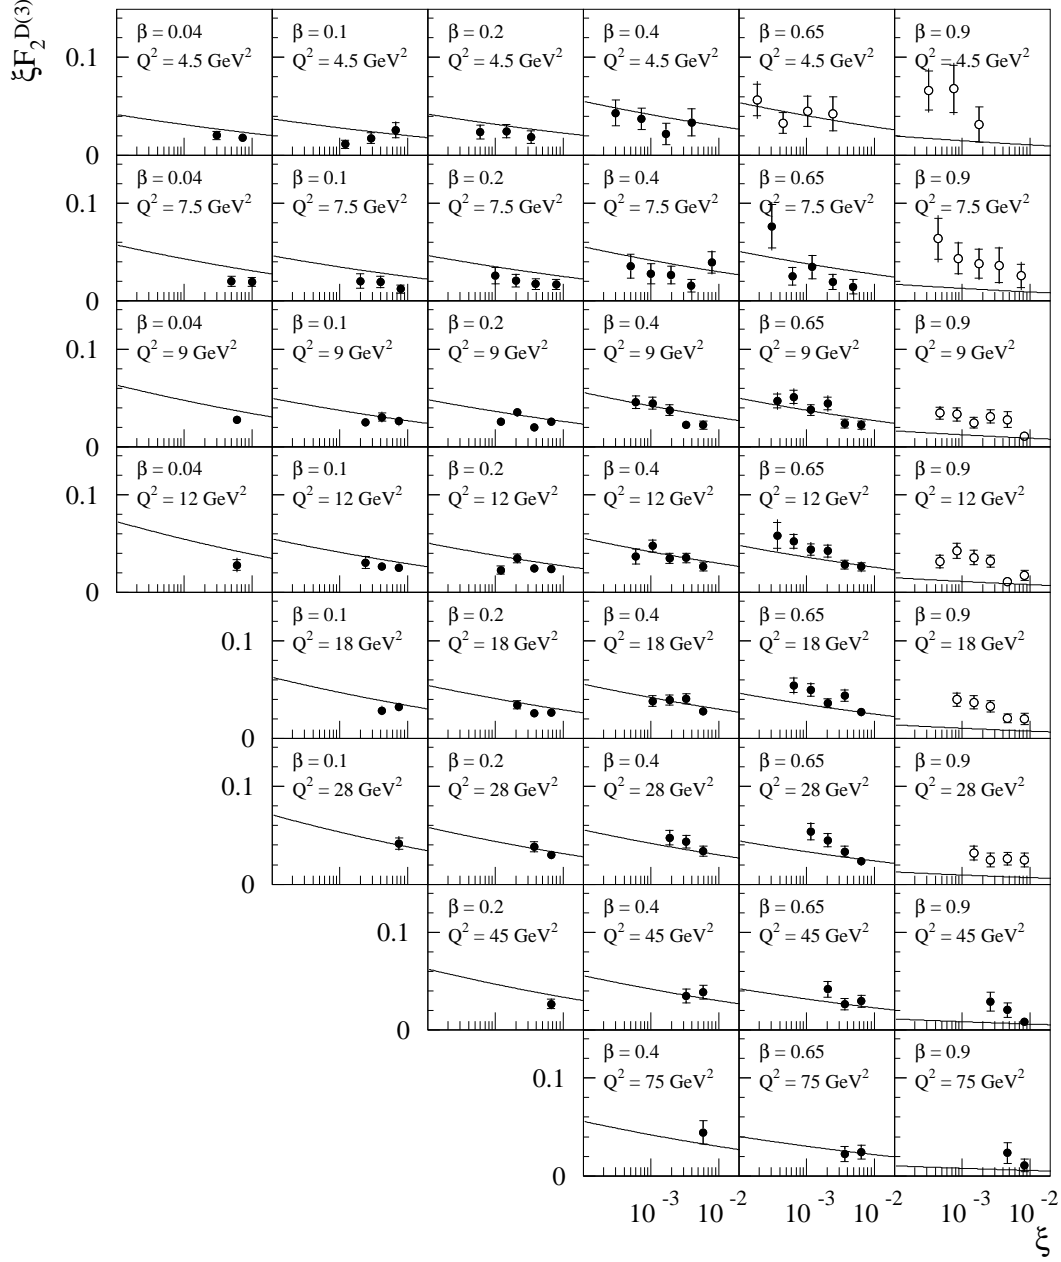 ξF₂ᴰ⁽³⁾
0.1
0
β = 0.04
Q² = 4.5 GeV²
β = 0.1
Q² = 4.5 GeV²
β = 0.2
Q² = 4.5 GeV²
β = 0.4
Q² = 4.5 GeV²
β = 0.65
Q² = 4.5 GeV²
β = 0.9
Q² = 4.5 GeV²
0.1
0
β = 0.04
Q² = 7.5 GeV²
β = 0.1
Q² = 7.5 GeV²
β = 0.2
Q² = 7.5 GeV²
β = 0.4
Q² = 7.5 GeV²
β = 0.65
Q² = 7.5 GeV²
β = 0.9
Q² = 7.5 GeV²
0.1
0
β = 0.04
Q² = 9 GeV²
β = 0.1
Q² = 9 GeV²
β = 0.2
Q² = 9 GeV²
β = 0.4
Q² = 9 GeV²
β = 0.65
Q² = 9 GeV²
β = 0.9
Q² = 9 GeV²
0.1
0
β = 0.04
Q² = 12 GeV²
β = 0.1
Q² = 12 GeV²
β = 0.2
Q² = 12 GeV²
β = 0.4
Q² = 12 GeV²
β = 0.65
Q² = 12 GeV²
β = 0.9
Q² = 12 GeV²
0.1
0
β = 0.1
Q² = 18 GeV²
β = 0.2
Q² = 18 GeV²
β = 0.4
Q² = 18 GeV²
β = 0.65
Q² = 18 GeV²
β = 0.9
Q² = 18 GeV²
0.1
0
β = 0.1
Q² = 28 GeV²
β = 0.2
Q² = 28 GeV²
β = 0.4
Q² = 28 GeV²
β = 0.65
Q² = 28 GeV²
β = 0.9
Q² = 28 GeV²
0.1
0
β = 0.2
Q² = 45 GeV²
β = 0.4
Q² = 45 GeV²
β = 0.65
Q² = 45 GeV²
β = 0.9
Q² = 45 GeV²
0.1
0
β = 0.4
Q² = 75 GeV²
β = 0.65
Q² = 75 GeV²
β = 0.9
Q² = 75 GeV²
10⁻³ 10⁻² 10⁻³ 10⁻² 10⁻³ 10⁻²
ξ